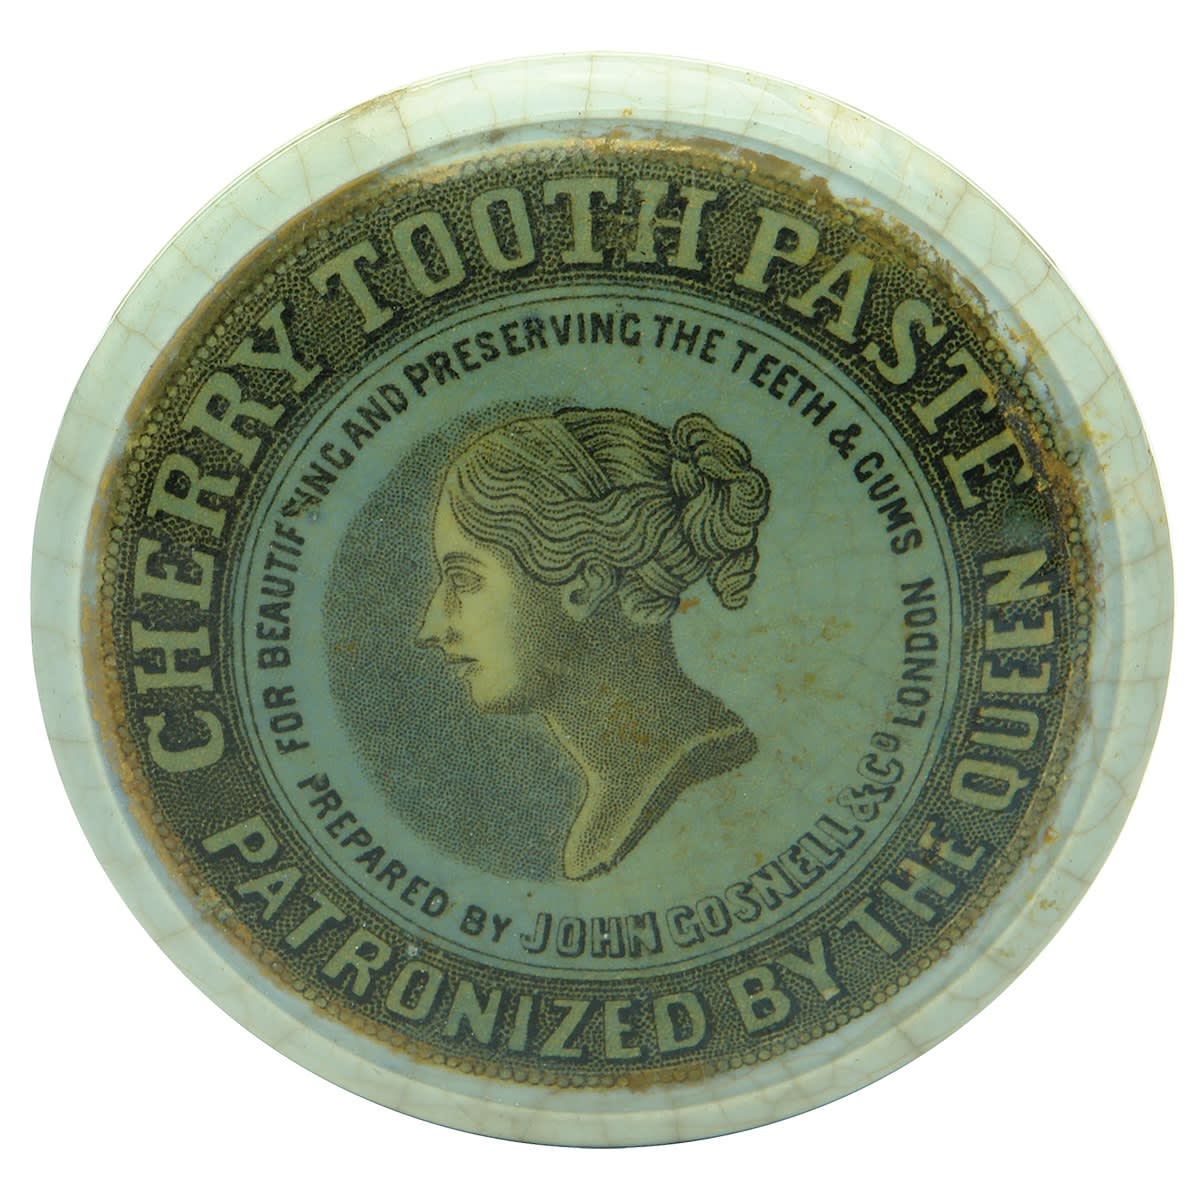 CHERRY TOOTH PASTE
PATRONIZED BY THE QUEEN
FOR BEAUTIFYING AND PRESERVING THE TEETH & GUMS
PREPARED BY JOHN GOSNELL & Co LONDON